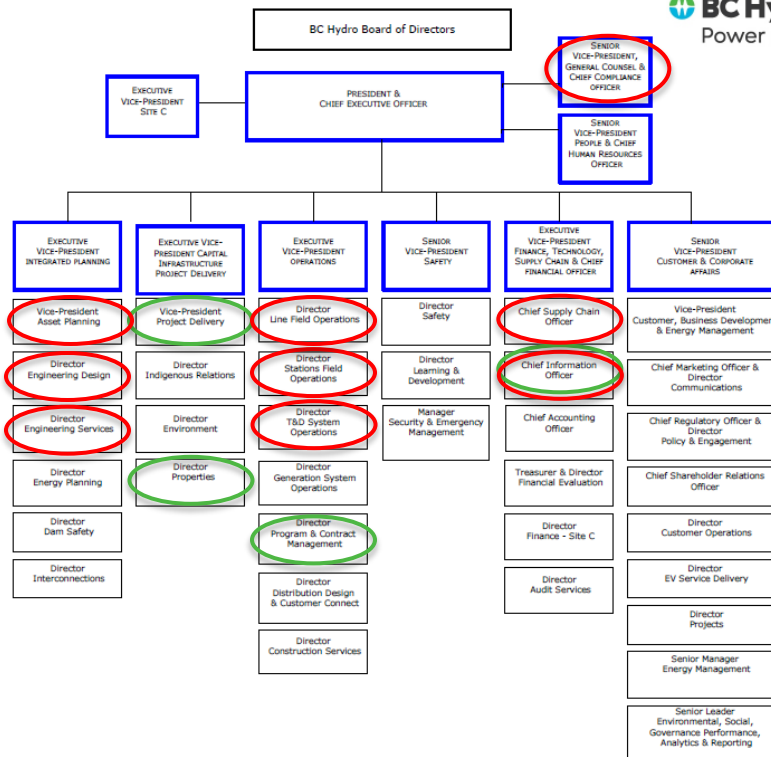 BC Hy
Power
BC Hydro Board of Directors
SENIOR
VICE-PRESIDENT,
GENERAL COUNSEL &
CHIEF COMPLIANCE
OFFICER
EXECUTIVE
VICE-PRESIDENT
SITE C
PRESIDENT &
CHIEF EXECUTIVE OFFICER
SENIOR
VICE-PRESIDENT
PEOPLE & CHIEF
HUMAN RESOURCES
OFFICER
EXECUTIVE
VICE-PRESIDENT
INTEGRATED PLANNING
EXECUTIVE VICE-
PRESIDENT CAPITAL
INFRASTRUCTURE
PROJECT DELIVERY
EXECUTIVE
VICE-PRESIDENT
OPERATIONS
SENIOR
VICE-PRESIDENT
SAFETY
EXECUTIVE
VICE-PRESIDENT
FINANCE, TECHNOLOGY,
SUPPLY CHAIN & CHIEF
FINANCIAL OFFICER
SENIOR
VICE-PRESIDENT
CUSTOMER & CORPORATE
AFFAIRS
Vice-President
Asset Planning
Director
Engineering Design
Director
Engineering Services
Director
Energy Planning
Director
Dam Safety
Director
Interconnections
Vice-President
Project Delivery
Director
Indigenous Relations
Director
Environment
Director
Properties
Director
Line Field Operations
Director
Stations Field
Operations
Director
T&D System
Operations
Director
Generation System
Operations
Director
Program & Contract
Management
Director
Distribution Design
& Customer Connect
Director
Construction Services
Director
Safety
Director
Learning &
Development
Manager
Security & Emergency
Management
Chief Supply Chain
Officer
Chief Information
Officer
Chief Accounting
Officer
Treasurer & Director
Financial Evaluation
Director
Finance - Site C
Director
Audit Services
Vice-President
Customer, Business Developmen
& Energy Management
Chief Marketing Officer &
Director
Communications
Chief Regulatory Officer &
Director
Policy & Engagement
Chief Shareholder Relations
Officer
Director
Customer Operations
Director
EV Service Delivery
Director
Projects
Senior Manager
Energy Management
Senior Leader
Environmental, Social,
Governance Performance,
Analytics & Reporting